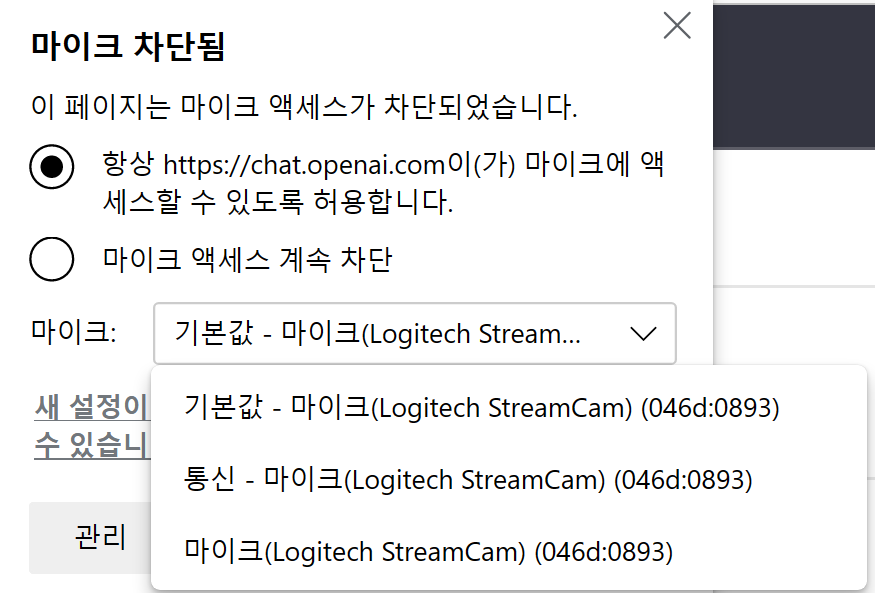 마이크 차단됨
이 페이지는 마이크 액세스가 차단되었습니다.
항상 https://chat.openai.com이(가) 마이크에 액
세스할 수 있도록 허용합니다.
마이크 액세스 계속 차단
마이크: 기본값 - 마이크(Logitech Stream...
기본값 - 마이크(Logitech StreamCam) (046d:0893)
통신 - 마이크(Logitech StreamCam) (046d:0893)
마이크(Logitech StreamCam) (046d:0893)
새 설정이
수 있습니
관리